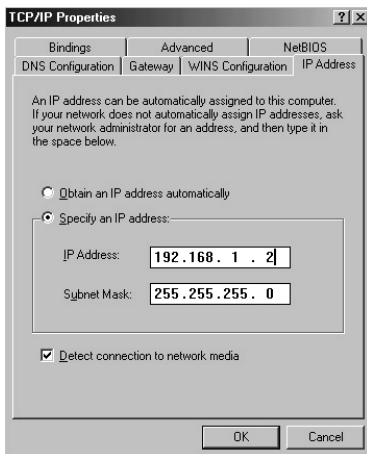 TCP/IP Properties
? ×
Bindings Advanced NetBIOS
DNS Configuration Gateway WINS Configuration IP Address
An IP address can be automatically assigned to this computer.
If your network does not automatically assign IP addresses, ask
your network administrator for an address, and then type it in
the space below.
Obtain an IP address automatically
Specify an IP address:
IP Address: 192.168. 1 . 2
Subnet Mask: 255.255.255. 0
Detect connection to network media
OK Cancel